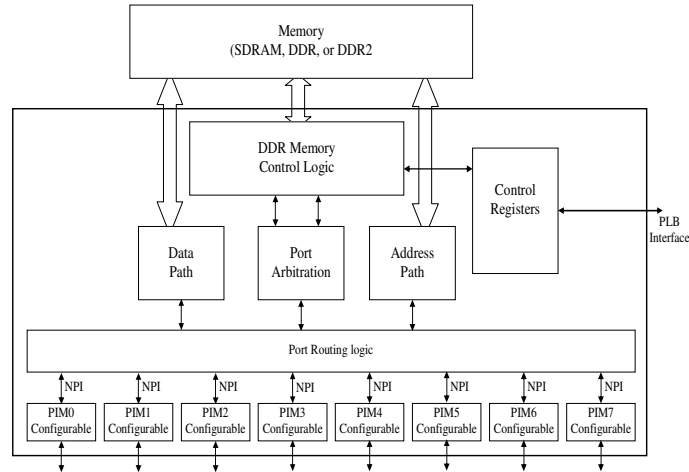 Memory
(SDRAM, DDR, or DDR2
DDR Memory
Control Logic
Control
Registers
PLB
Interface
Data
Path
Port
Arbitration
Address
Path
Port Routing logic
NPI NPI NPI NPI NPI NPI NPI NPI
PIM0 PIM1 PIM2 PIM3 PIM4 PIM5 PIM6 PIM7
Configurable Configurable Configurable Configurable Configurable Configurable Configurable Configurable